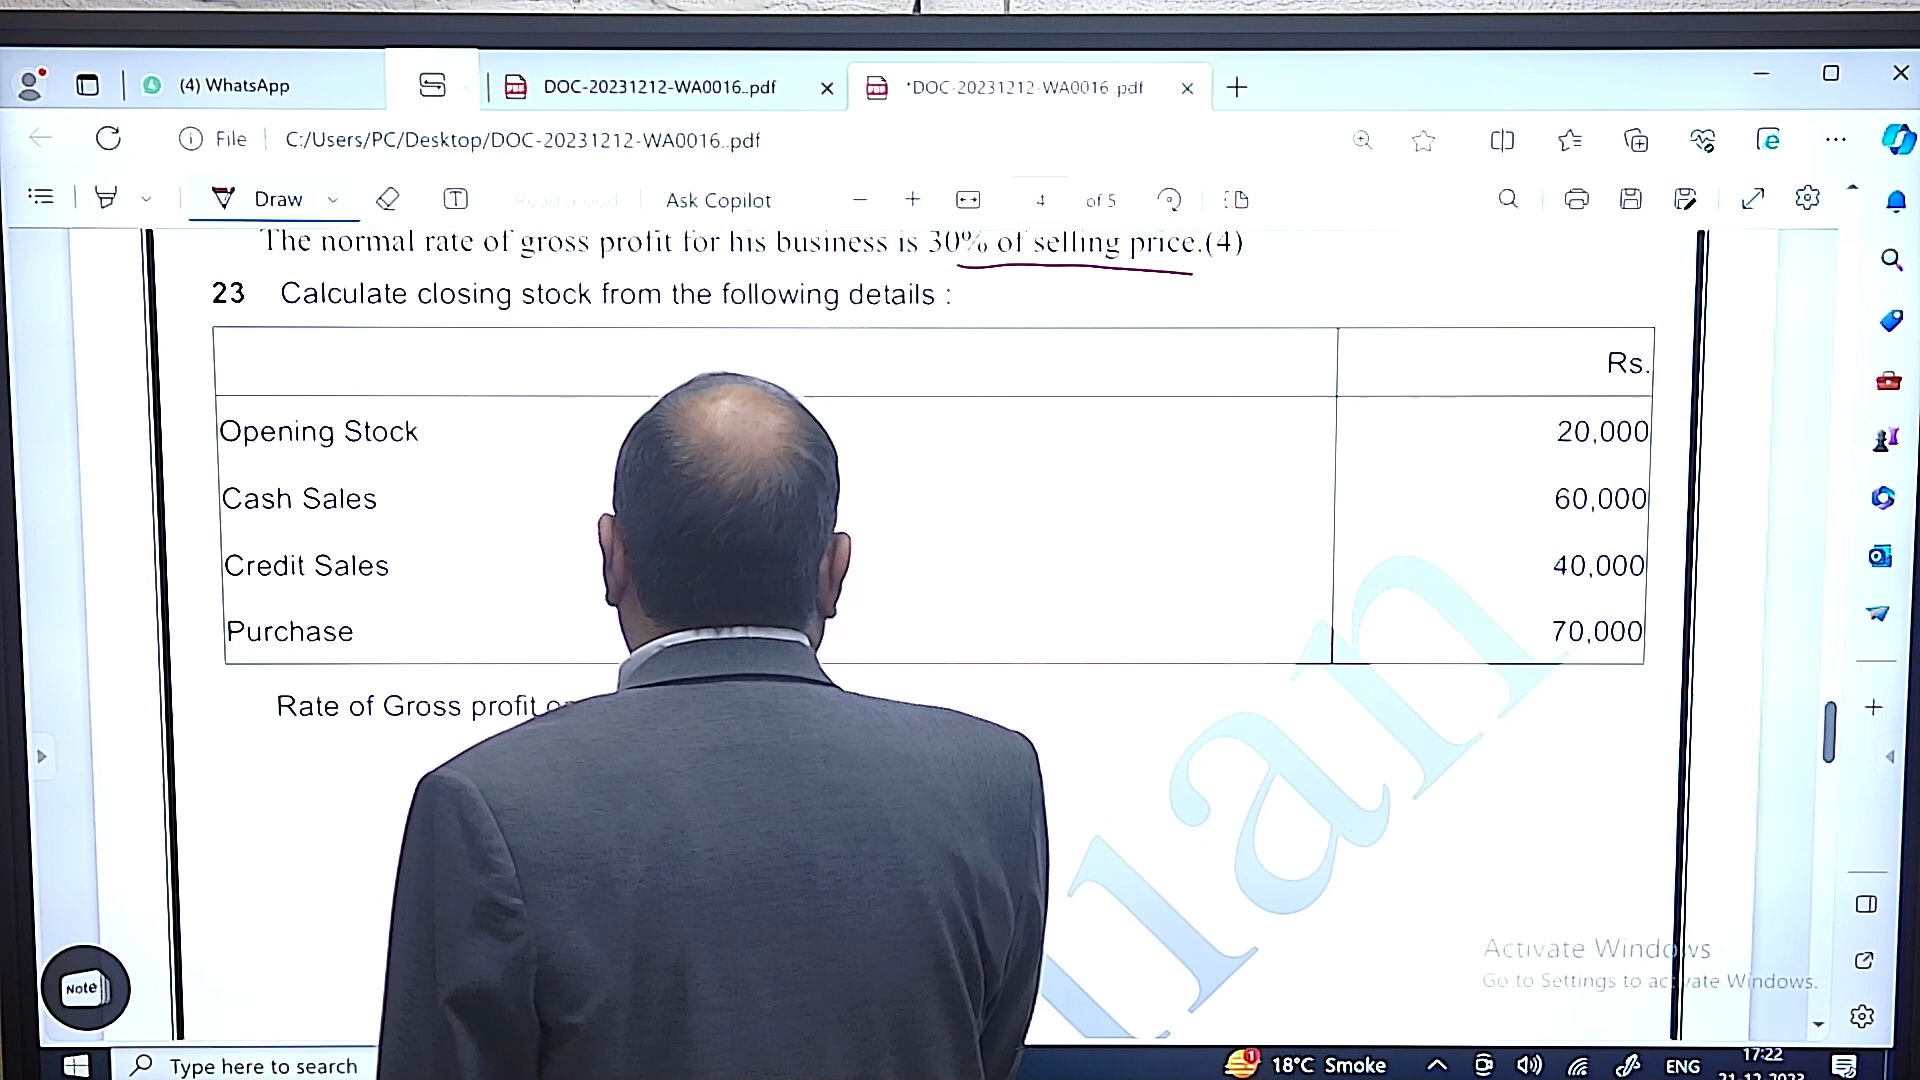 (4) WhatsApp
DOC-20231212-WA0016..pdf
*DOC-20231212-WA0016..pdf
File
C:/Users/PC/Desktop/DOC-20231212-WA0016..pdf
Draw
Ask Copilot
4 of 5
The normal rate of gross profit for his business is 30% of selling price.(4)
23 Calculate closing stock from the following details :
Rs.
Opening Stock 20,000
Cash Sales 60,000
Credit Sales 40,000
Purchase 70,000
Rate of Gross profit
uan
Activate Windows
Go to Settings to activate Windows.
Note
Type here to search
1
18°C Smoke
ENG
17:22